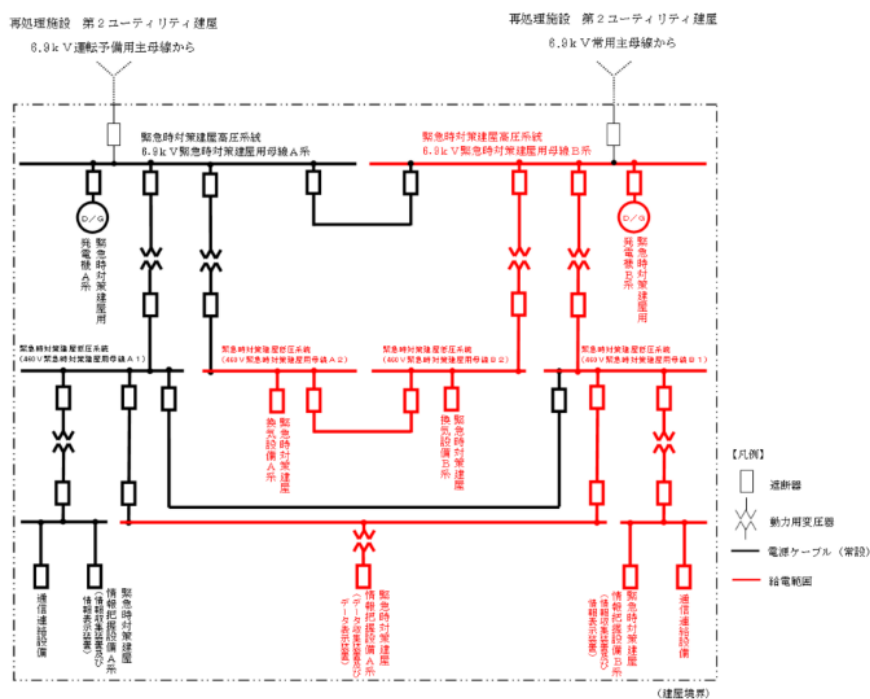 再処理施設 第2ユーティリティ建屋
6.9kV運転予備用主母線から
再処理施設 第2ユーティリティ建屋
6.9kV常用主母線から
緊急時対策建屋高圧系統
6.9kV緊急時対策建屋用母線A系
緊急時対策建屋高圧系統
6.9kV緊急時対策建屋用母線B系
D/G
緊急時対策建屋用
発電機A系
D/G
緊急時対策建屋用
発電機B系
緊急時対策建屋低圧系統
(460V緊急時対策建屋用母線A1)
緊急時対策建屋低圧系統
(460V緊急時対策建屋用母線A2)
緊急時対策建屋低圧系統
(460V緊急時対策建屋用母線B2)
緊急時対策建屋低圧系統
(460V緊急時対策建屋用母線B1)
緊急時対策建屋
換気設備A系
緊急時対策建屋
換気設備B系
【凡例】
遮断器
動力用変圧器
電源ケーブル(常設)
給電範囲
通信連絡設備
緊急時対策建屋
情報把握設備A系
(情報収集装置及び
情報表示装置)
緊急時対策建屋
情報把握設備A系
(データ収集装置及び
データ表示装置)
緊急時対策建屋
情報把握設備B系
(情報収集装置及び
情報表示装置)
通信連絡設備
(建屋境界)